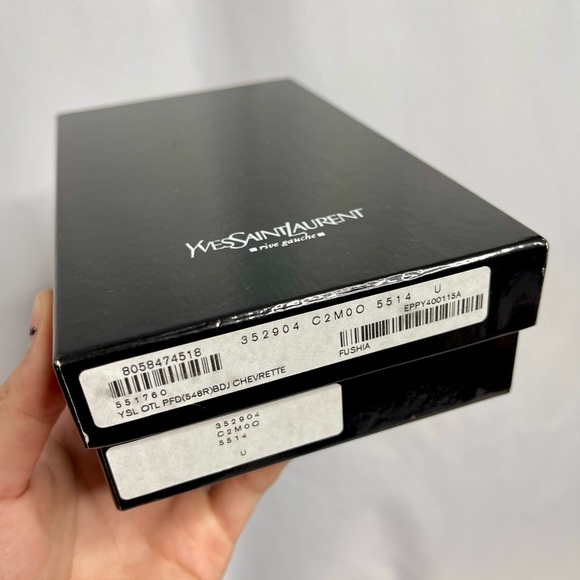 YVESSAINTLAURENT
rive gauche
352904 C2M0O 5514 U
8058474518
EPPY400115A
551760
FUSHIA
YSL OTL PFD(548R)BDJ CHEVRETTE
352904
C2M0O
5514
U